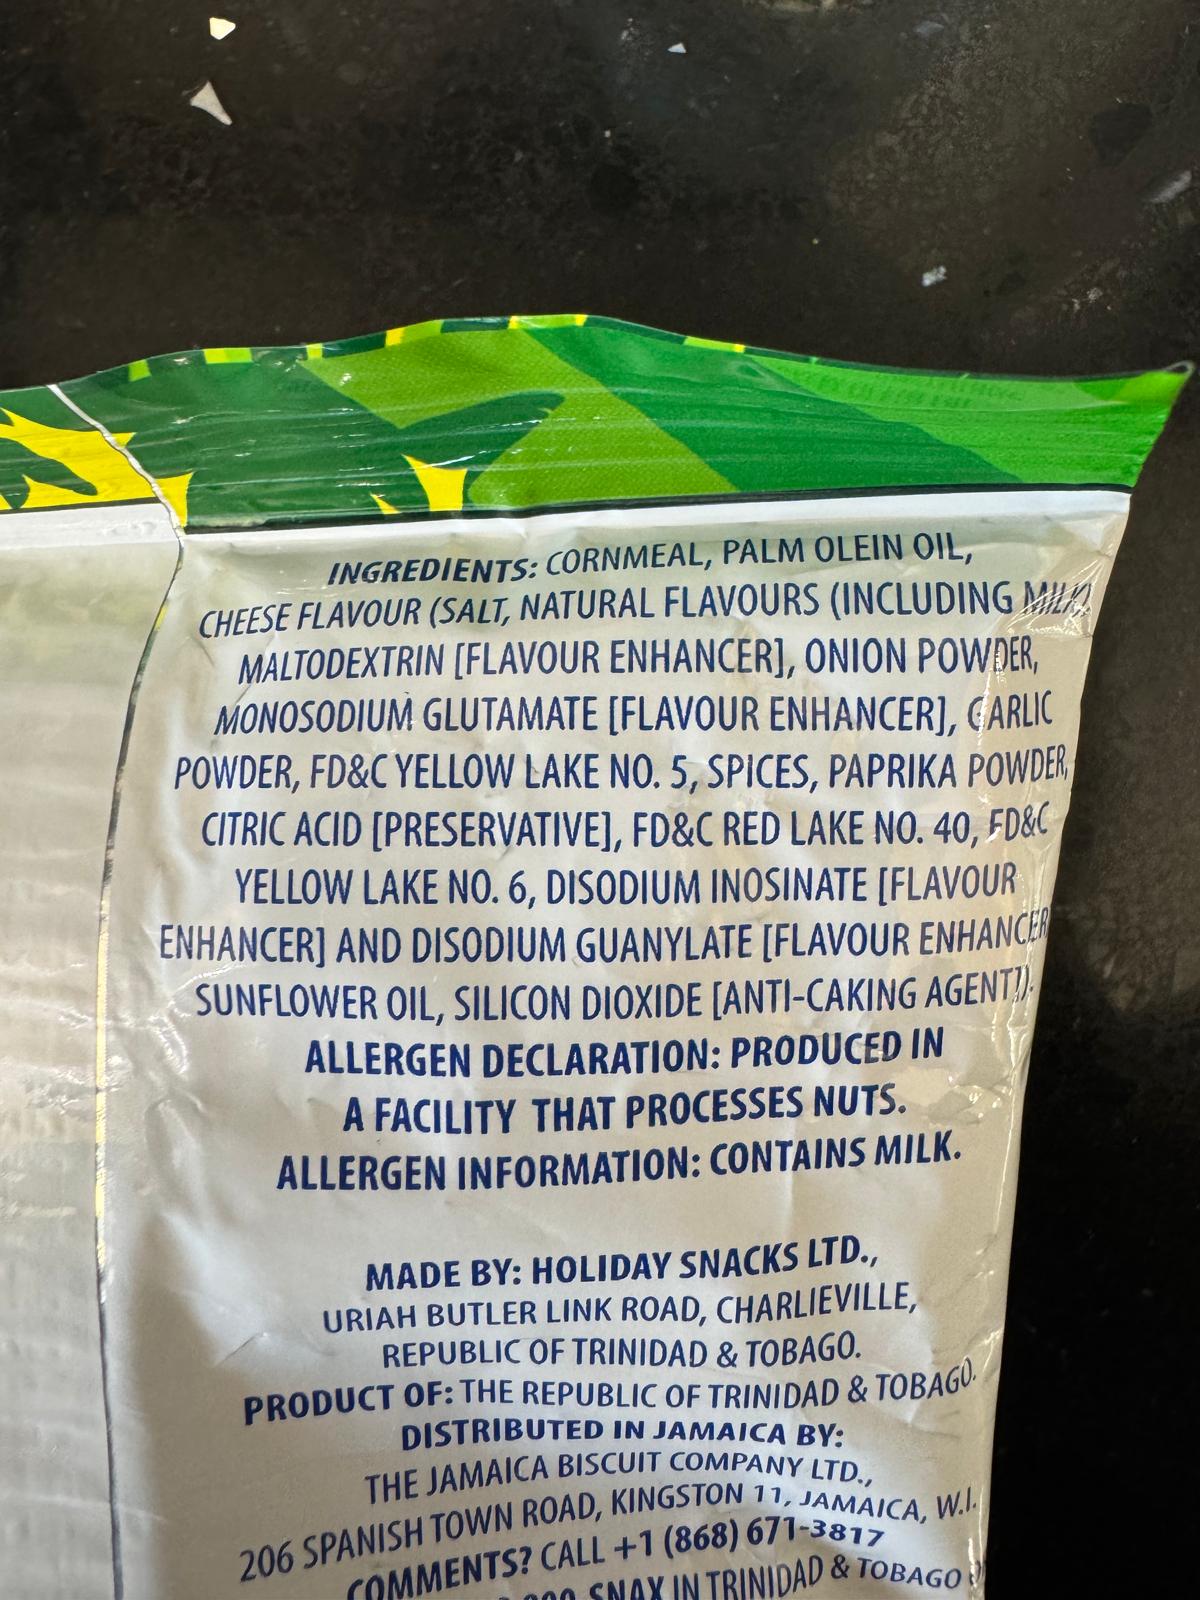 INGREDIENTS: CORNMEAL, PALM OLEIN OIL,
CHEESE FLAVOUR (SALT, NATURAL FLAVOURS (INCLUDING MILK)
MALTODEXTRIN [FLAVOUR ENHANCER], ONION POWDER,
MONOSODIUM GLUTAMATE [FLAVOUR ENHANCER], GARLIC
POWDER, FD&C YELLOW LAKE NO. 5, SPICES, PAPRIKA POWDER,
CITRIC ACID [PRESERVATIVE], FD&C RED LAKE NO. 40, FD&C
YELLOW LAKE NO. 6, DISODIUM INOSINATE [FLAVOUR
ENHANCER] AND DISODIUM GUANYLATE [FLAVOUR ENHANCER
SUNFLOWER OIL, SILICON DIOXIDE [ANTI-CAKING AGENT]).
ALLERGEN DECLARATION: PRODUCED IN
A FACILITY THAT PROCESSES NUTS.
ALLERGEN INFORMATION: CONTAINS MILK.
MADE BY: HOLIDAY SNACKS LTD.,
URIAH BUTLER LINK ROAD, CHARLIEVILLE,
REPUBLIC OF TRINIDAD & TOBAGO.
PRODUCT OF: THE REPUBLIC OF TRINIDAD & TOBAGO.
DISTRIBUTED IN JAMAICA BY:
THE JAMAICA BISCUIT COMPANY LTD.,
206 SPANISH TOWN ROAD, KINGSTON 11, JAMAICA, W.I.
COMMENTS? CALL +1 (868) 671-3817
SNAX IN TRINIDAD & TOBAGO